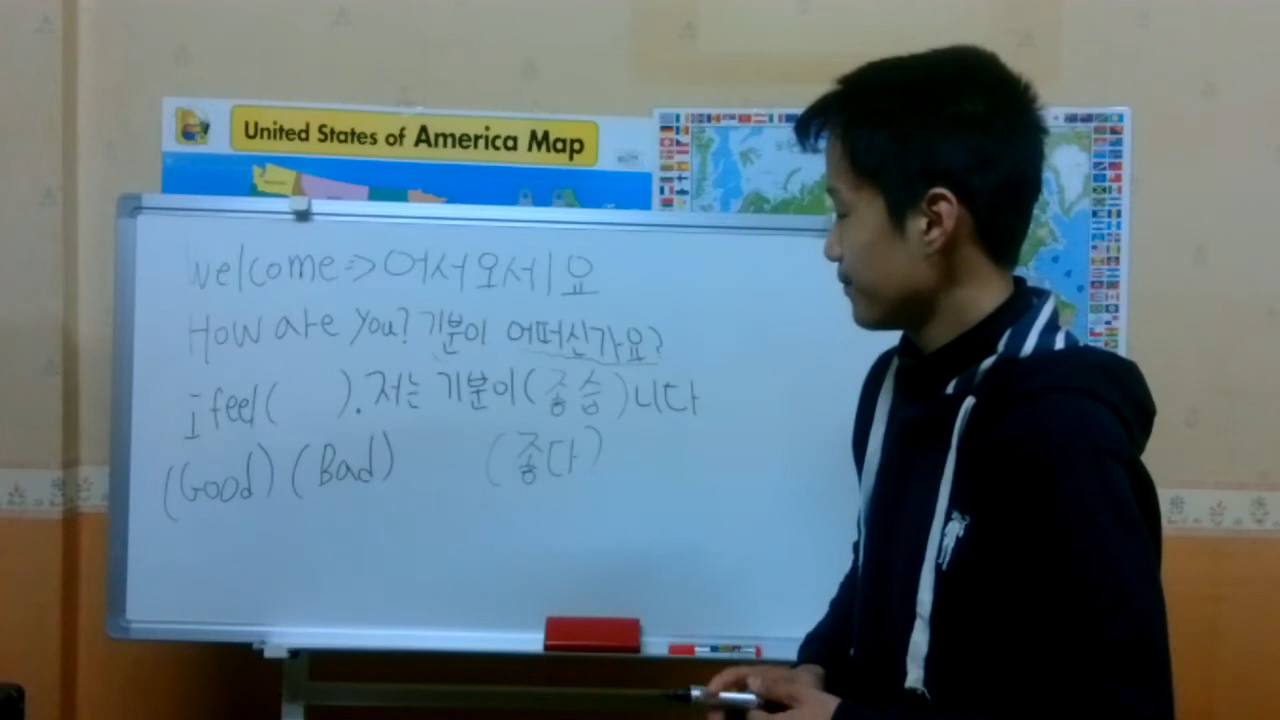 United States of America Map
Welcome => 어서오세요
How are you? 기분이 어떠신가요?
I feel ( ). 저는 기분이 (좋습)니다
(Good) (Bad) (좋다)